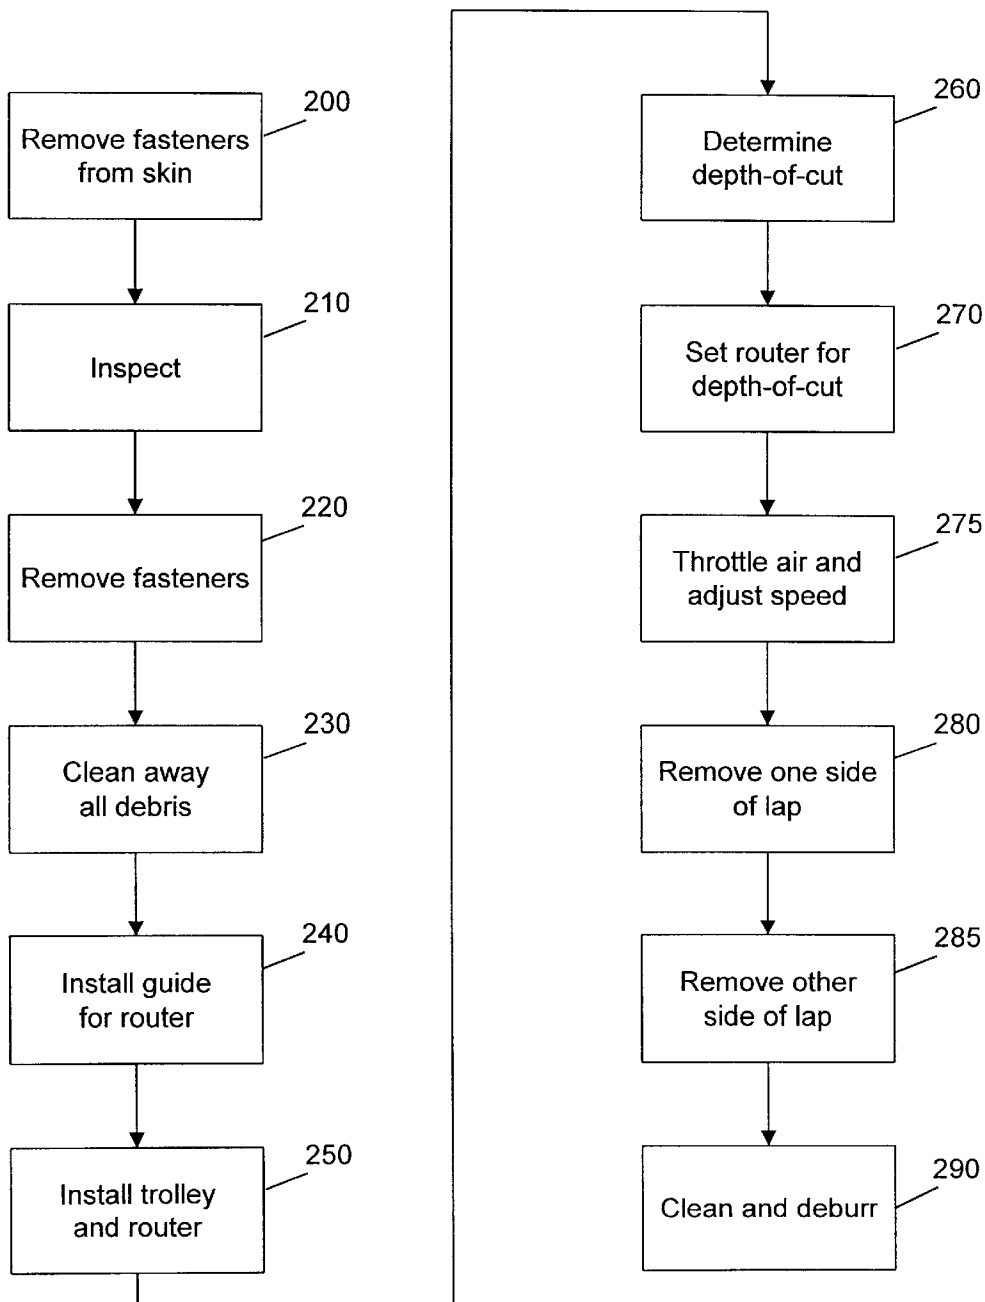 200
Remove fasteners
from skin
210
Inspect
220
Remove fasteners
230
Clean away
all debris
240
Install guide
for router
250
Install trolley
and router
260
Determine
depth-of-cut
270
Set router for
depth-of-cut
275
Throttle air and
adjust speed
280
Remove one side
of lap
285
Remove other
side of lap
290
Clean and deburr